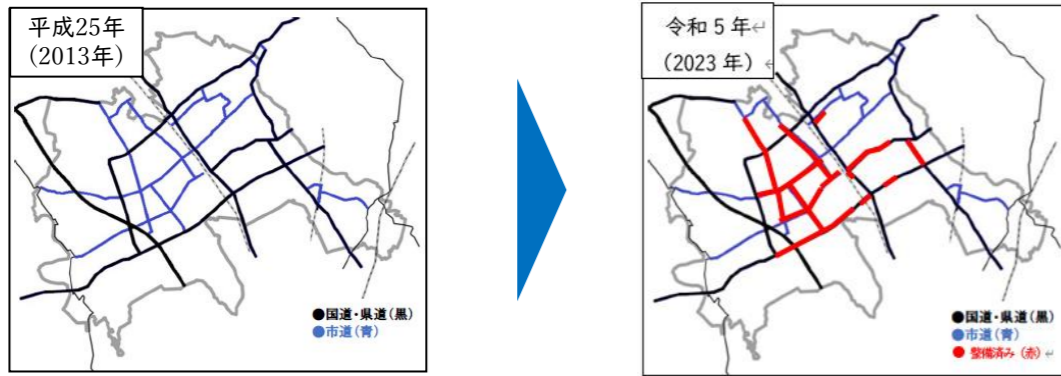 平成25年
(2013年)
●国道・県道(黒)
●市道(青)
令和 5 年↵
(2023 年)↵
●国道・県道(黒)
●市道(青)
● 整備済み (赤)↵